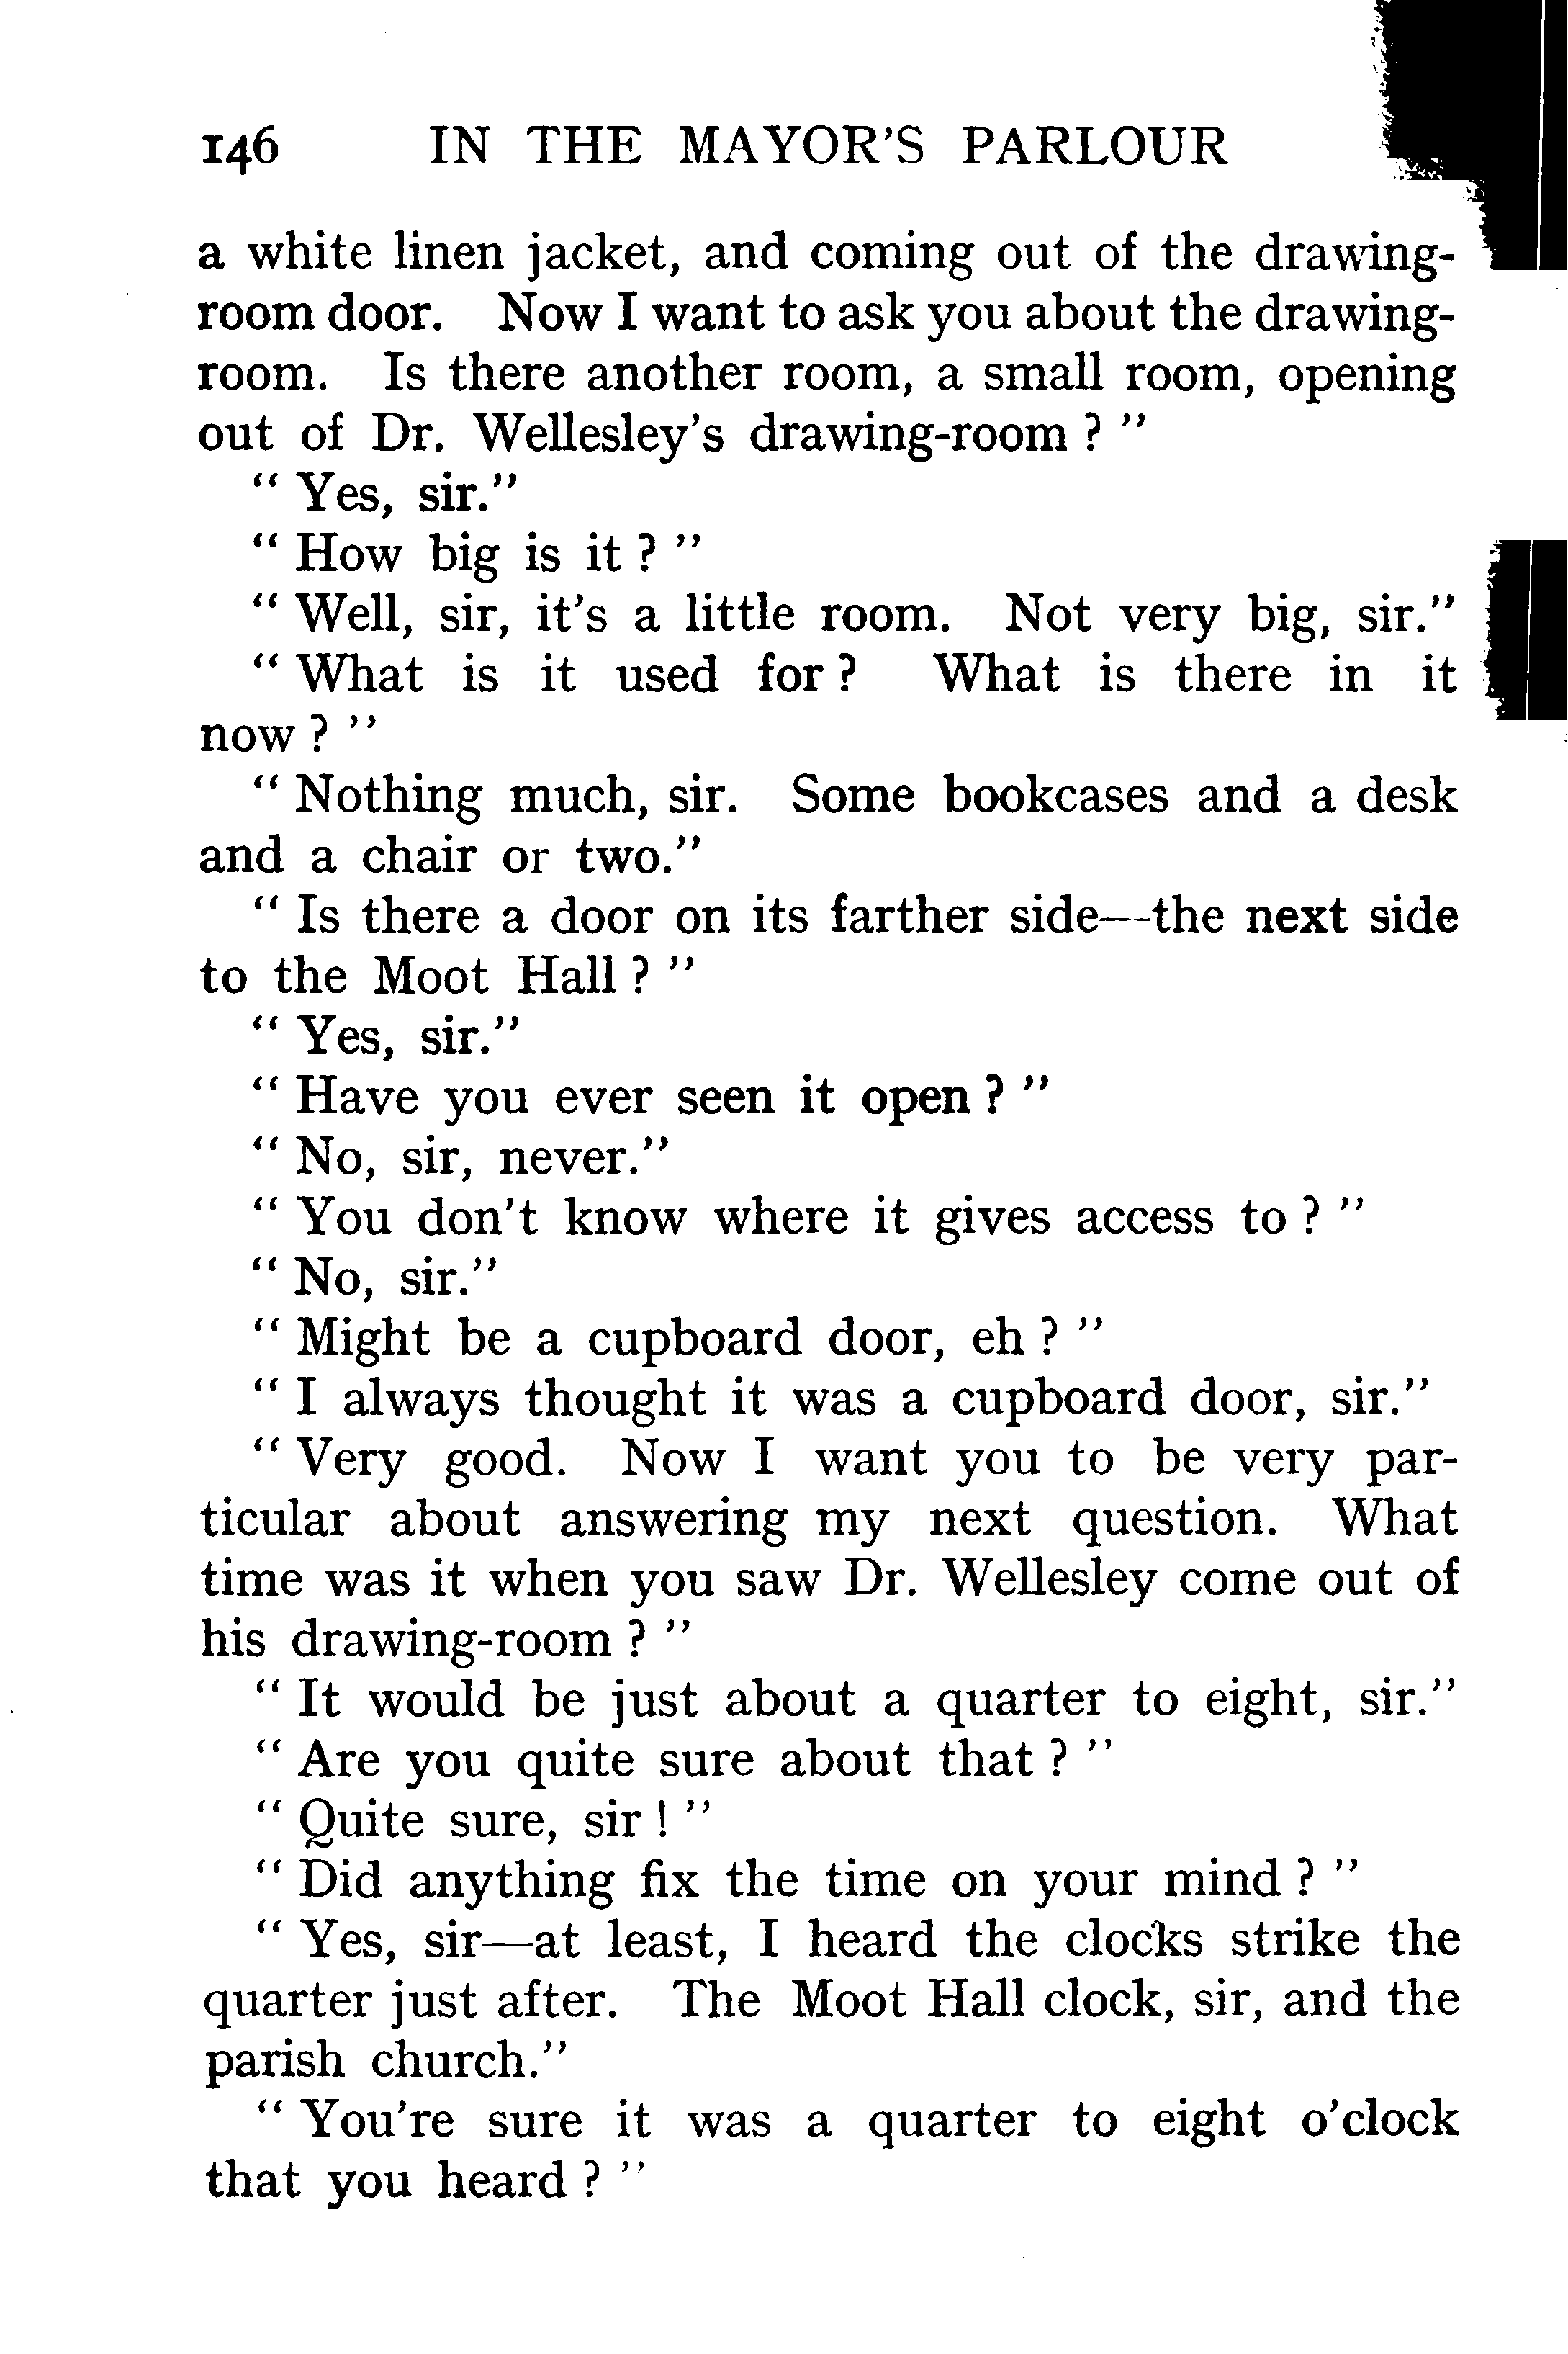 146 IN THE MAYOR'S PARLOUR
a white linen jacket, and coming out of the drawing-
room door. Now I want to ask you about the drawing-
room. Is there another room, a small room, opening
out of Dr. Wellesley's drawing-room ? "
" Yes, sir."
" How big is it ? "
" Well, sir, it's a little room. Not very big, sir."
" What is it used for ? What is there in it
now ? "
" Nothing much, sir. Some bookcases and a desk
and a chair or two."
" Is there a door on its farther side—the next side
to the Moot Hall ? "
" Yes, sir."
" Have you ever seen it open ? "
" No, sir, never."
" You don't know where it gives access to ? "
" No, sir."
" Might be a cupboard door, eh ? "
" I always thought it was a cupboard door, sir."
" Very good. Now I want you to be very par-
ticular about answering my next question. What
time was it when you saw Dr. Wellesley come out of
his drawing-room ? "
" It would be just about a quarter to eight, sir."
" Are you quite sure about that ? "
" Quite sure, sir ! "
" Did anything fix the time on your mind ? "
" Yes, sir—at least, I heard the clocks strike the
quarter just after. The Moot Hall clock, sir, and the
parish church."
" You're sure it was a quarter to eight o'clock
that you heard ? "